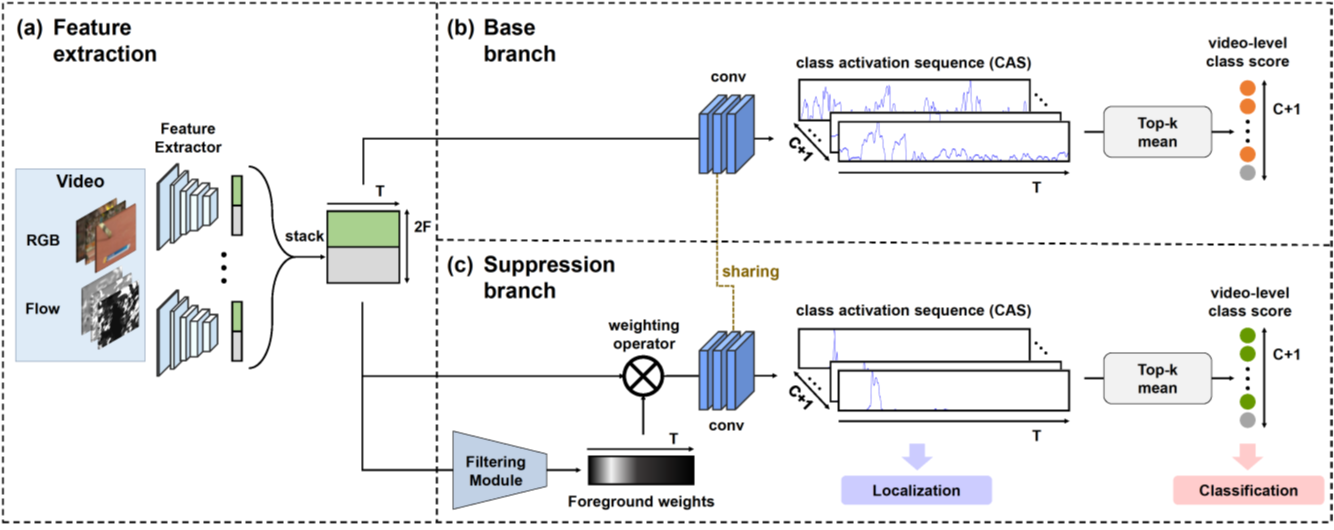 (a) Feature
extraction
Feature
Extractor
Video
RGB
Flow
stack
T
2F
(b) Base
branch
conv
class activation sequence (CAS)
C+1
T
Top-k
mean
video-level
class score
C+1
sharing
(c) Suppression
branch
weighting
operator
conv
class activation sequence (CAS)
C+1
T
Top-k
mean
video-level
class score
C+1
Filtering
Module
T
Foreground weights
Localization
Classification